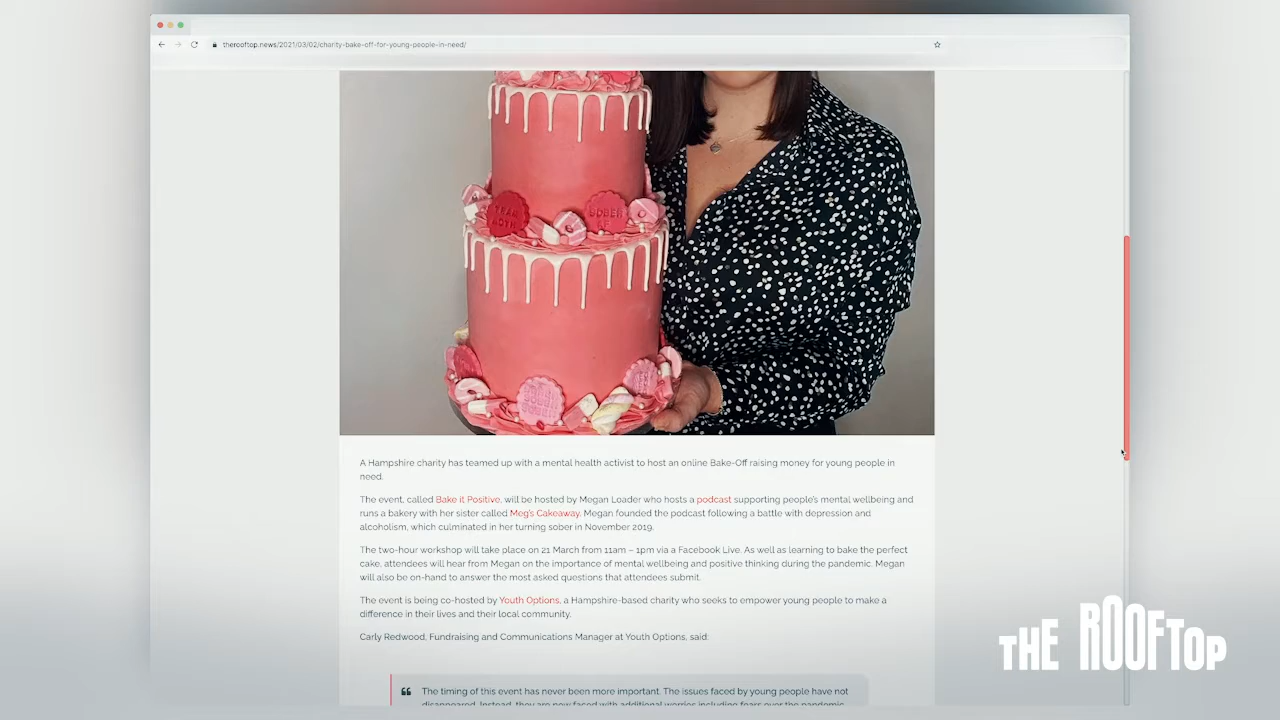 therooftop.news/2021/03/02/charity-bake-off-for-young-people-in-need/
A Hampshire charity has teamed up with a mental health activist to host an online Bake-Off raising money for young people in
need.
The event, called Bake it Positive, will be hosted by Megan Loader who hosts a podcast supporting people's mental wellbeing and
runs a bakery with her sister called Meg's Cakeaway. Megan founded the podcast following a battle with depression and
alcoholism, which culminated in her turning sober in November 2019.
The two-hour workshop will take place on 21 March from 11am – 1pm via a Facebook Live. As well as learning to bake the perfect
cake, attendees will hear from Megan on the importance of mental wellbeing and positive thinking during the pandemic. Megan
will also be on-hand to answer the most asked questions that attendees submit.
The event is being co-hosted by Youth Options, a Hampshire-based charity who seeks to empower young people to make a
difference in their lives and their local community.
Carly Redwood, Fundraising and Communications Manager at Youth Options, said:
The timing of this event has never been more important. The issues faced by young people have not
disappeared. Instead, they are now faced with additional worries including fears over the pandemic,
THE ROOFTOP